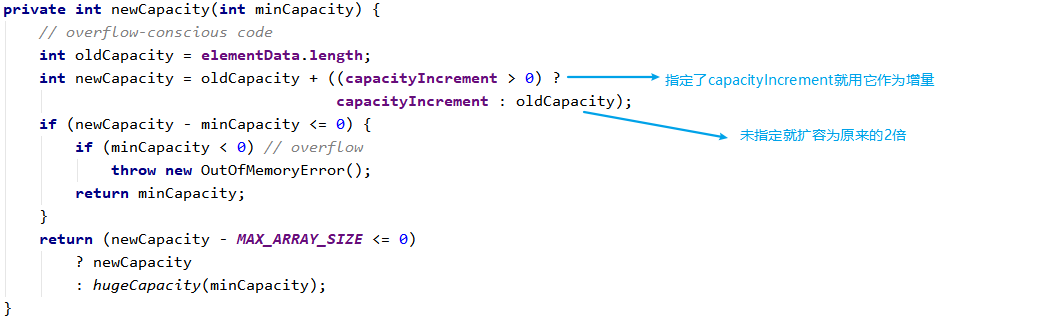 private int newCapacity(int minCapacity) {
    // overflow-conscious code
    int oldCapacity = elementData.length;
    int newCapacity = oldCapacity + ((capacityIncrement > 0) ? 指定了capacityIncrement就用它作为增量
                                     capacityIncrement : oldCapacity);
    if (newCapacity - minCapacity <= 0) { 未指定就扩容为原来的2倍
        if (minCapacity < 0) // overflow
            throw new OutOfMemoryError();
        return minCapacity;
    }
    return (newCapacity - MAX_ARRAY_SIZE <= 0)
        ? newCapacity
        : hugeCapacity(minCapacity);
}